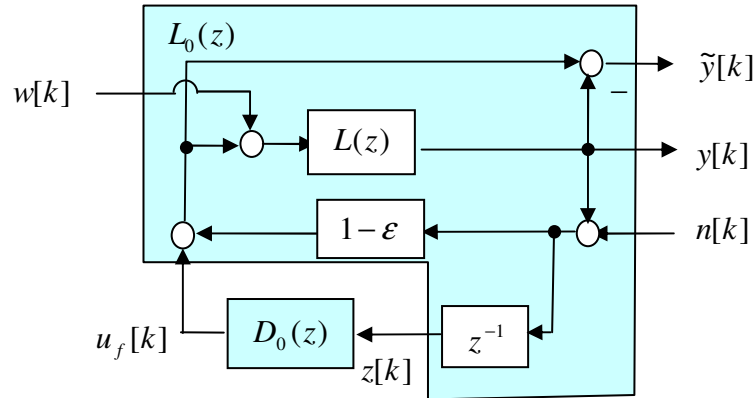 L₀(z)
ỹ[k]
w[k]
−
L(z)
y[k]
1 − ε
n[k]
u_f[k]
D₀(z)
z⁻¹
z[k]